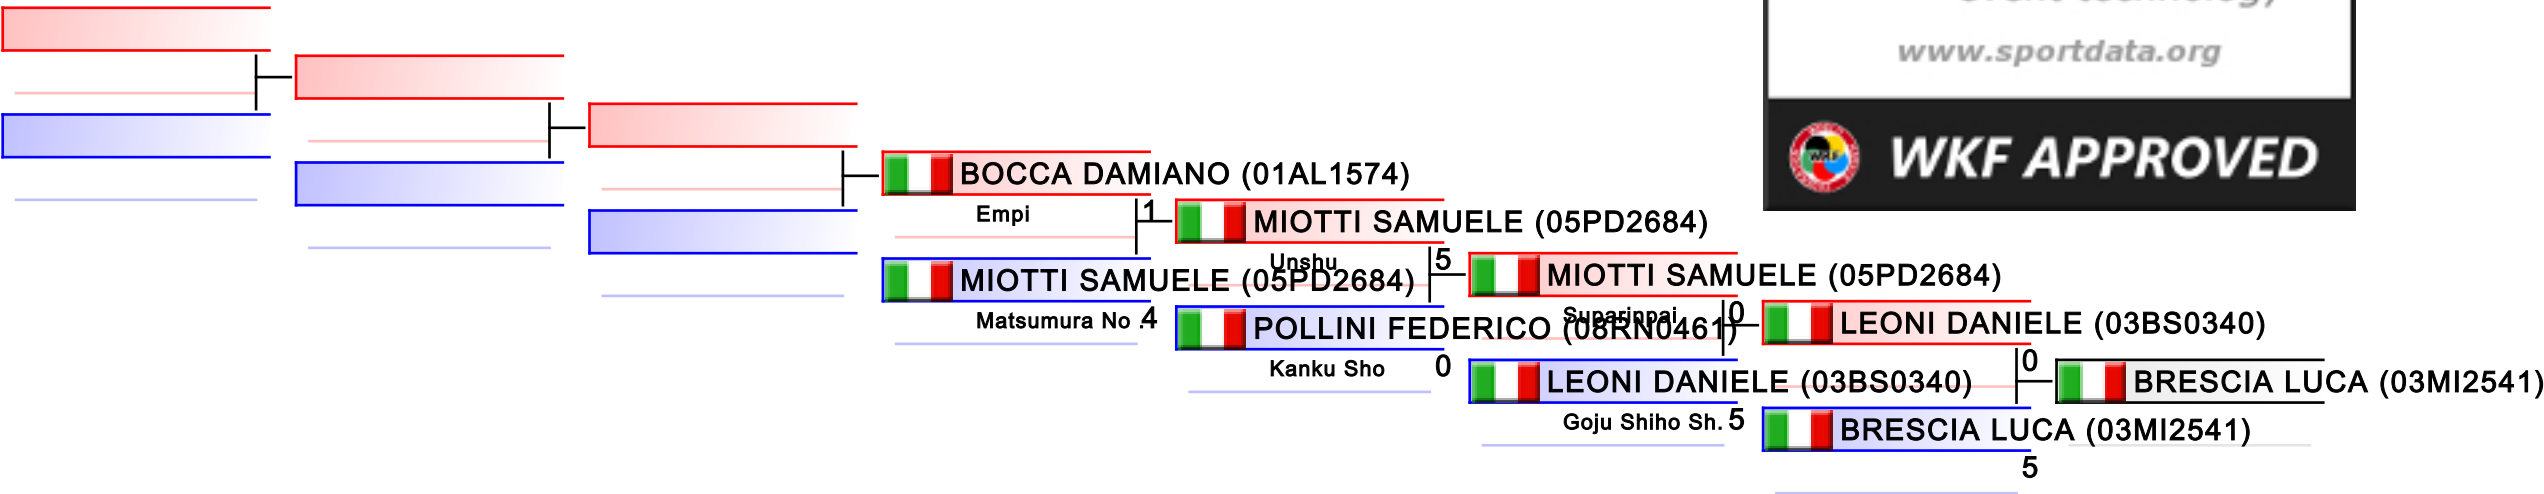 www.sportdata.org
WKF APPROVED
BOCCA DAMIANO (01AL1574)
Empi
1
MIOTTI SAMUELE (05PD2684)
Matsumura No .
4
MIOTTI SAMUELE (05PD2684)
Unshu
5
POLLINI FEDERICO (08RN0461)
Kanku Sho
0
MIOTTI SAMUELE (05PD2684)
Suparinpai
0
LEONI DANIELE (03BS0340)
Goju Shiho Sh.
5
LEONI DANIELE (03BS0340)
0
BRESCIA LUCA (03MI2541)
5
BRESCIA LUCA (03MI2541)